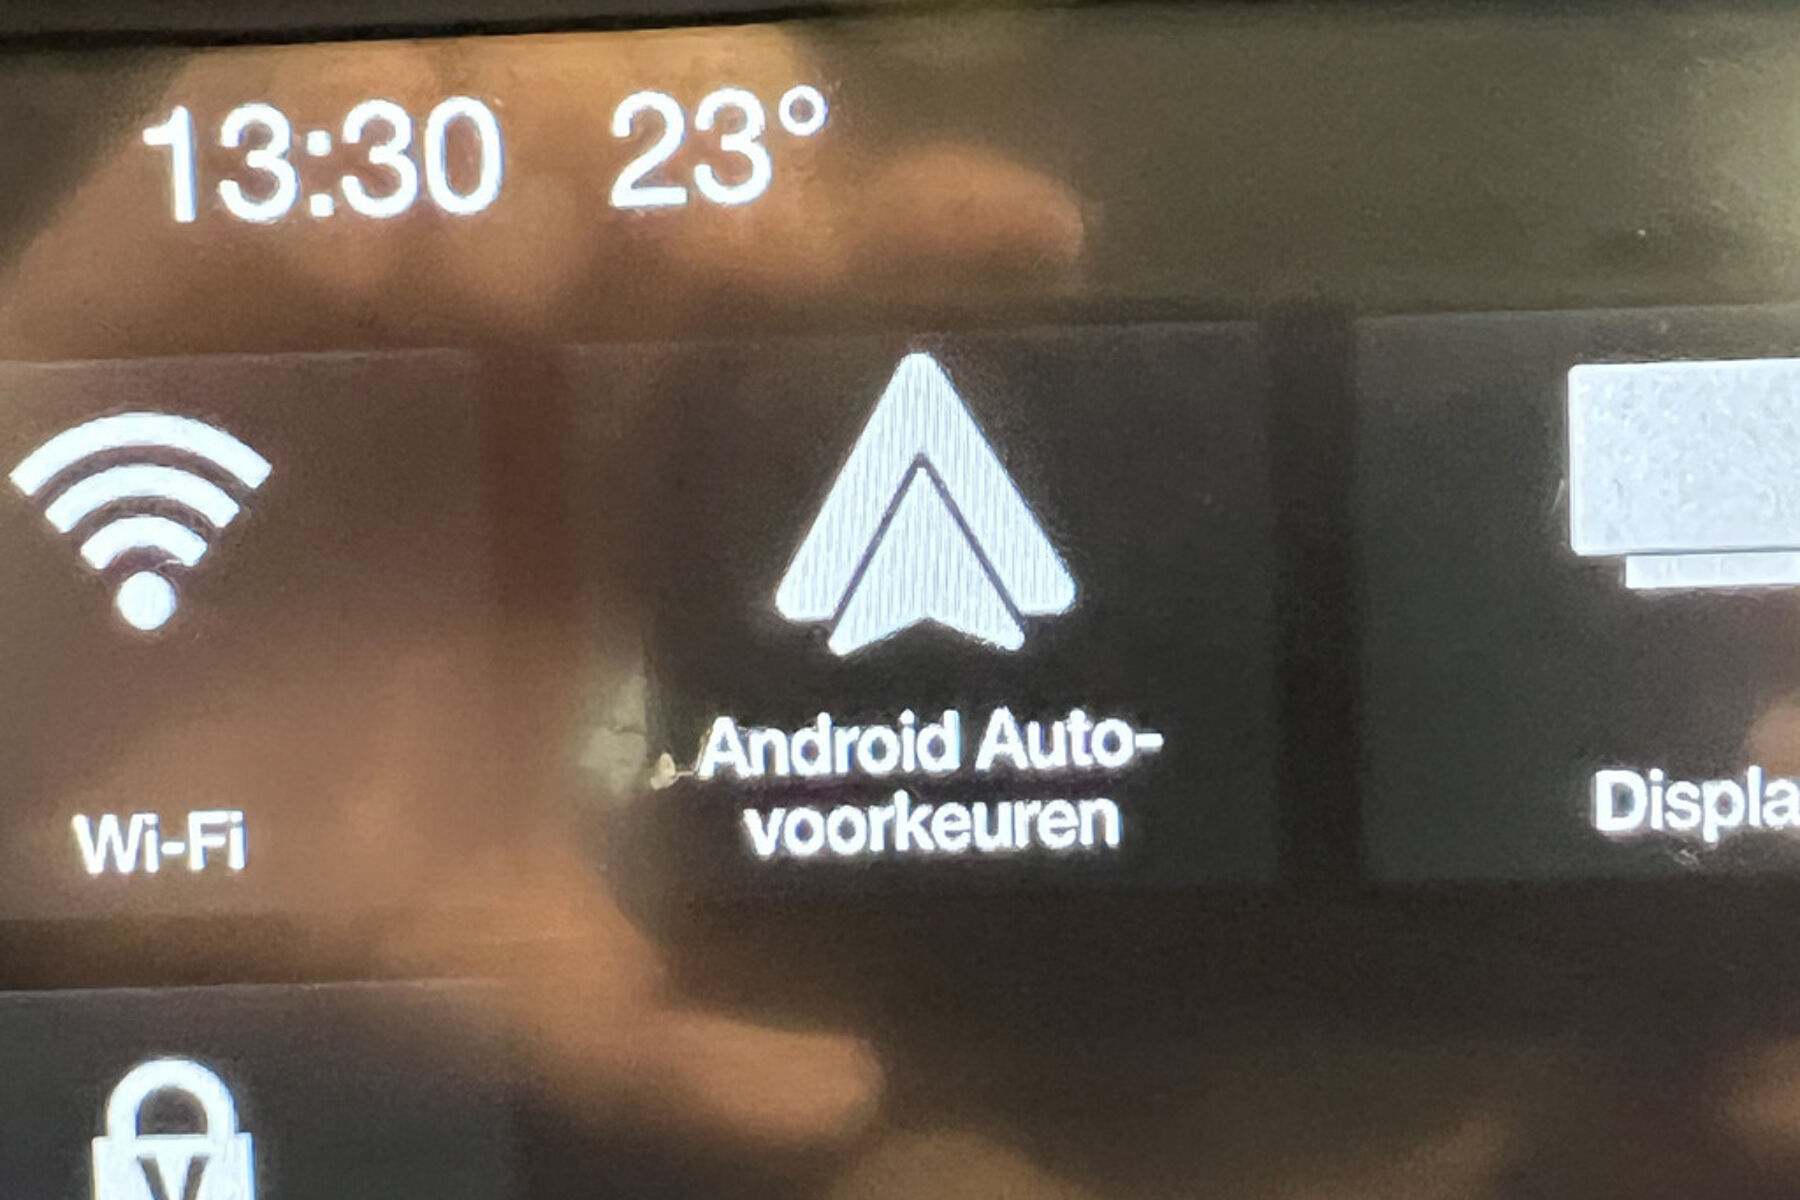 13:30 23°
Wi-Fi
Android Auto-
voorkeuren
Displa
V